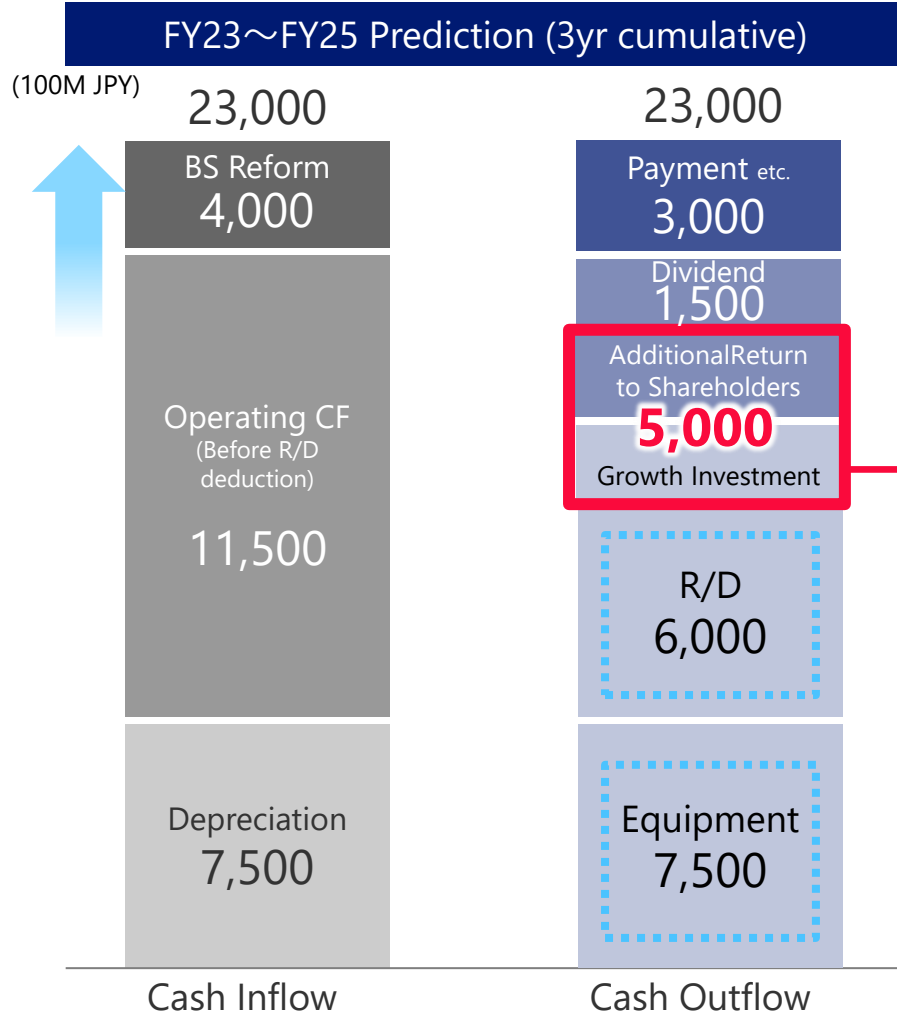 FY23～FY25 Prediction (3yr cumulative)
(100M JPY)
23,000
BS Reform
4,000
Operating CF
(Before R/D
deduction)
11,500
Depreciation
7,500
Cash Inflow
23,000
Payment etc.
3,000
Dividend
1,500
AdditionalReturn
to Shareholders
5,000
Growth Investment
R/D
6,000
Equipment
7,500
Cash Outflow